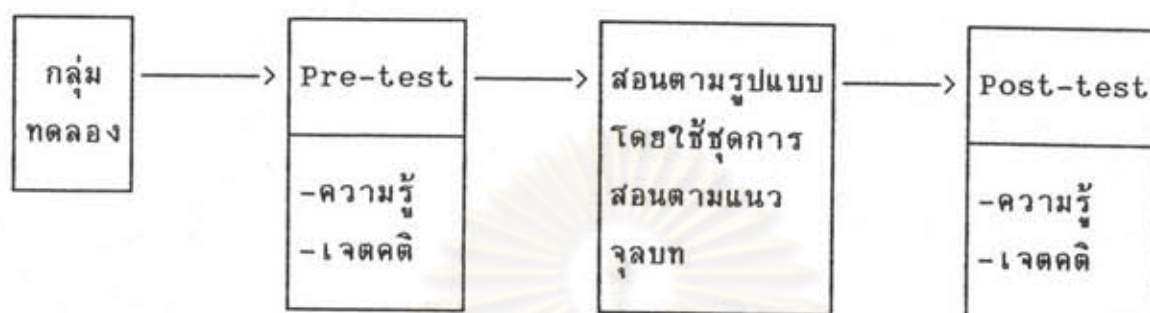 กลุ่ม
ทดลอง
Pre-test
-ความรู้
-เจตคติ
สอนตามรูปแบบ
โดยใช้ชุดการ
สอนตามแนว
จุลบท
Post-test
-ความรู้
-เจตคติ